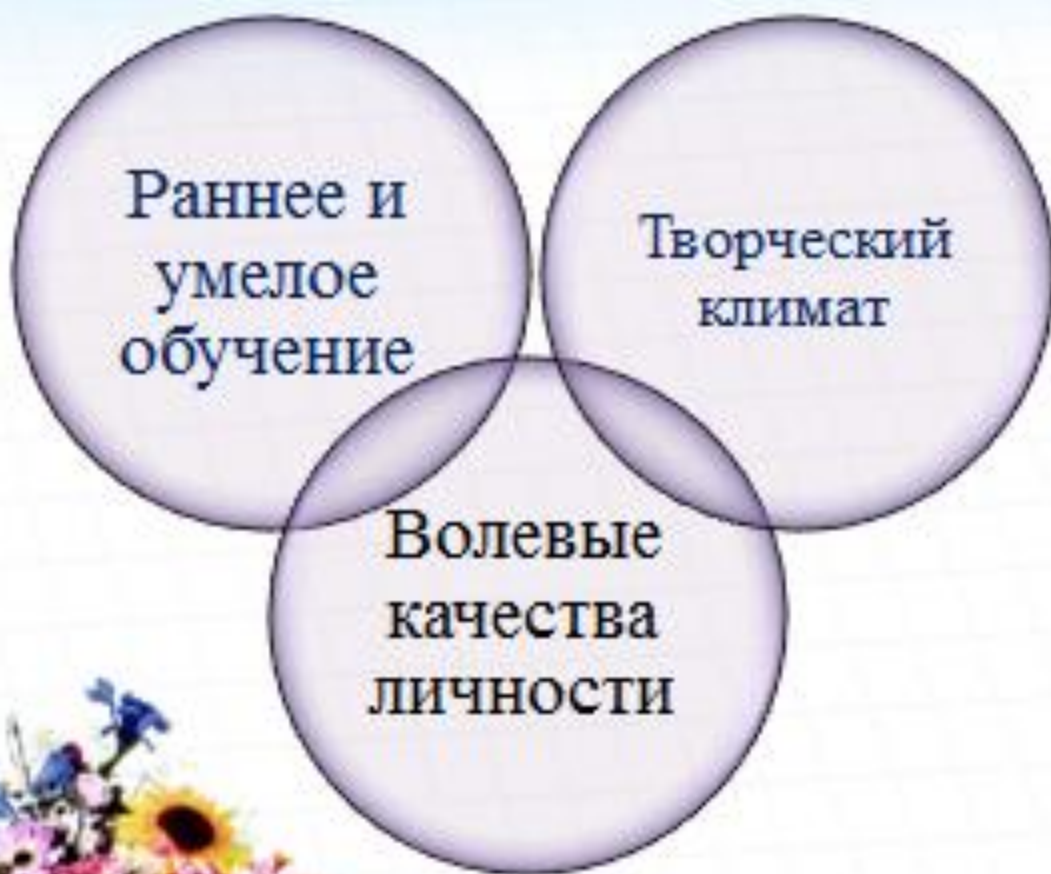 Раннее и
умелое
обучение
Творческий
климат
Волевые
качества
личности